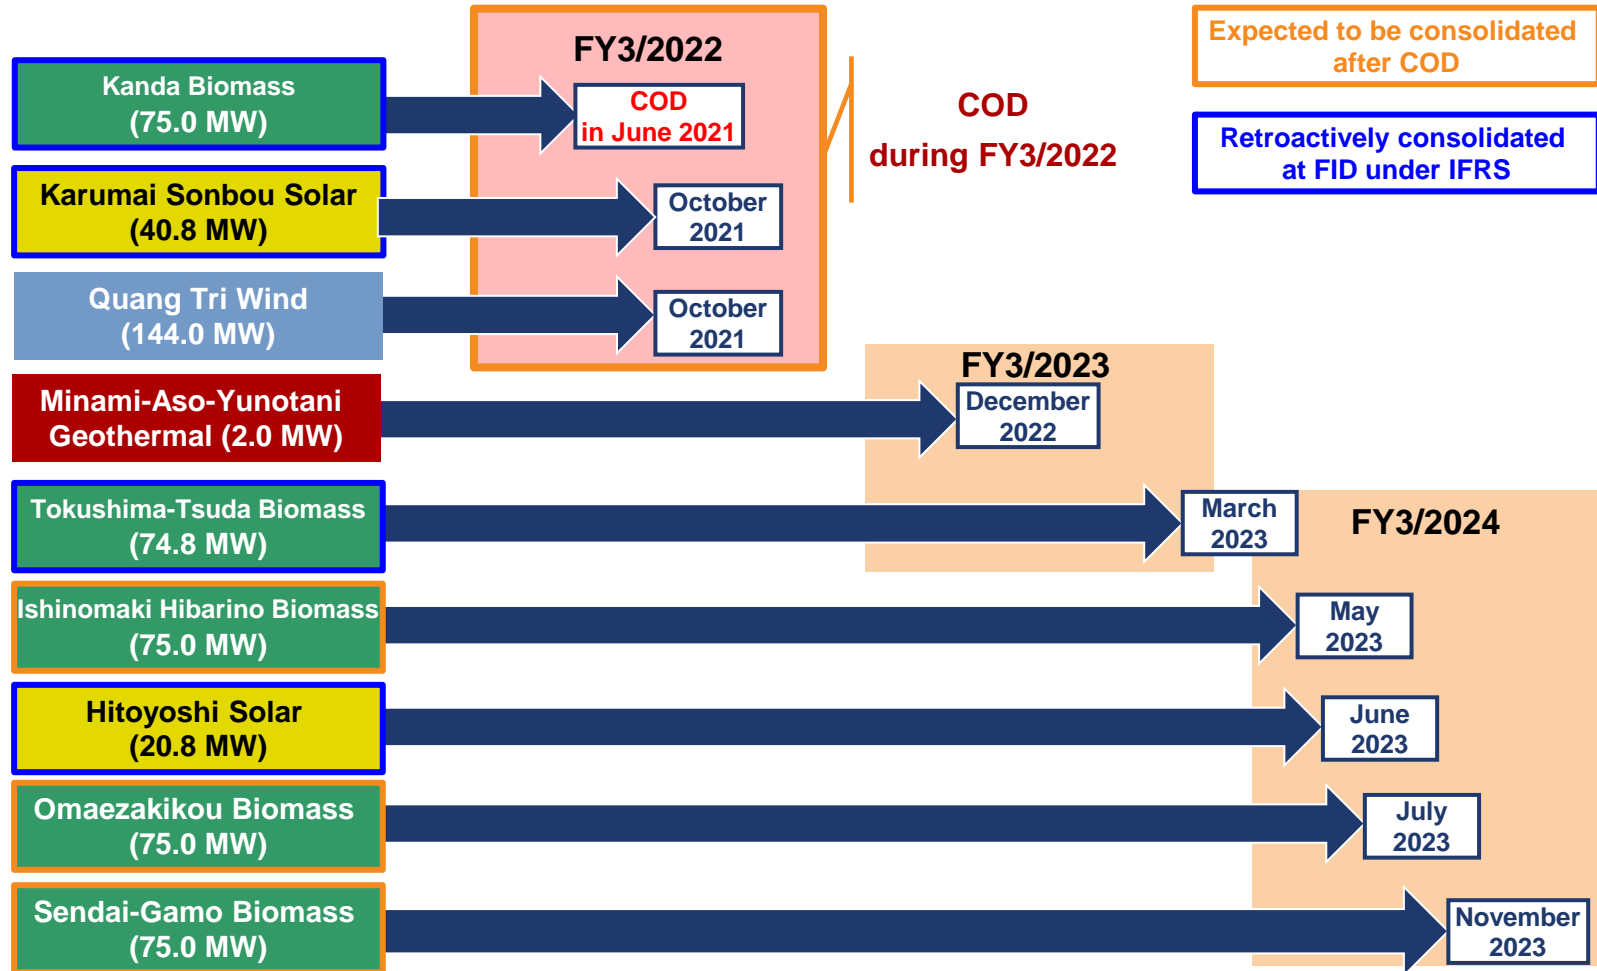 FY3/2022
Expected to be consolidated
after COD
Kanda Biomass
(75.0 MW)
COD
in June 2021
COD
during FY3/2022
Retroactively consolidated
at FID under IFRS
Karumai Sonbou Solar
(40.8 MW)
October
2021
Quang Tri Wind
(144.0 MW)
October
2021
FY3/2023
Minami-Aso-Yunotani
Geothermal (2.0 MW)
December
2022
Tokushima-Tsuda Biomass
(74.8 MW)
March
2023
FY3/2024
Ishinomaki Hibarino Biomass
(75.0 MW)
May
2023
Hitoyoshi Solar
(20.8 MW)
June
2023
Omaezakikou Biomass
(75.0 MW)
July
2023
Sendai-Gamo Biomass
(75.0 MW)
November
2023